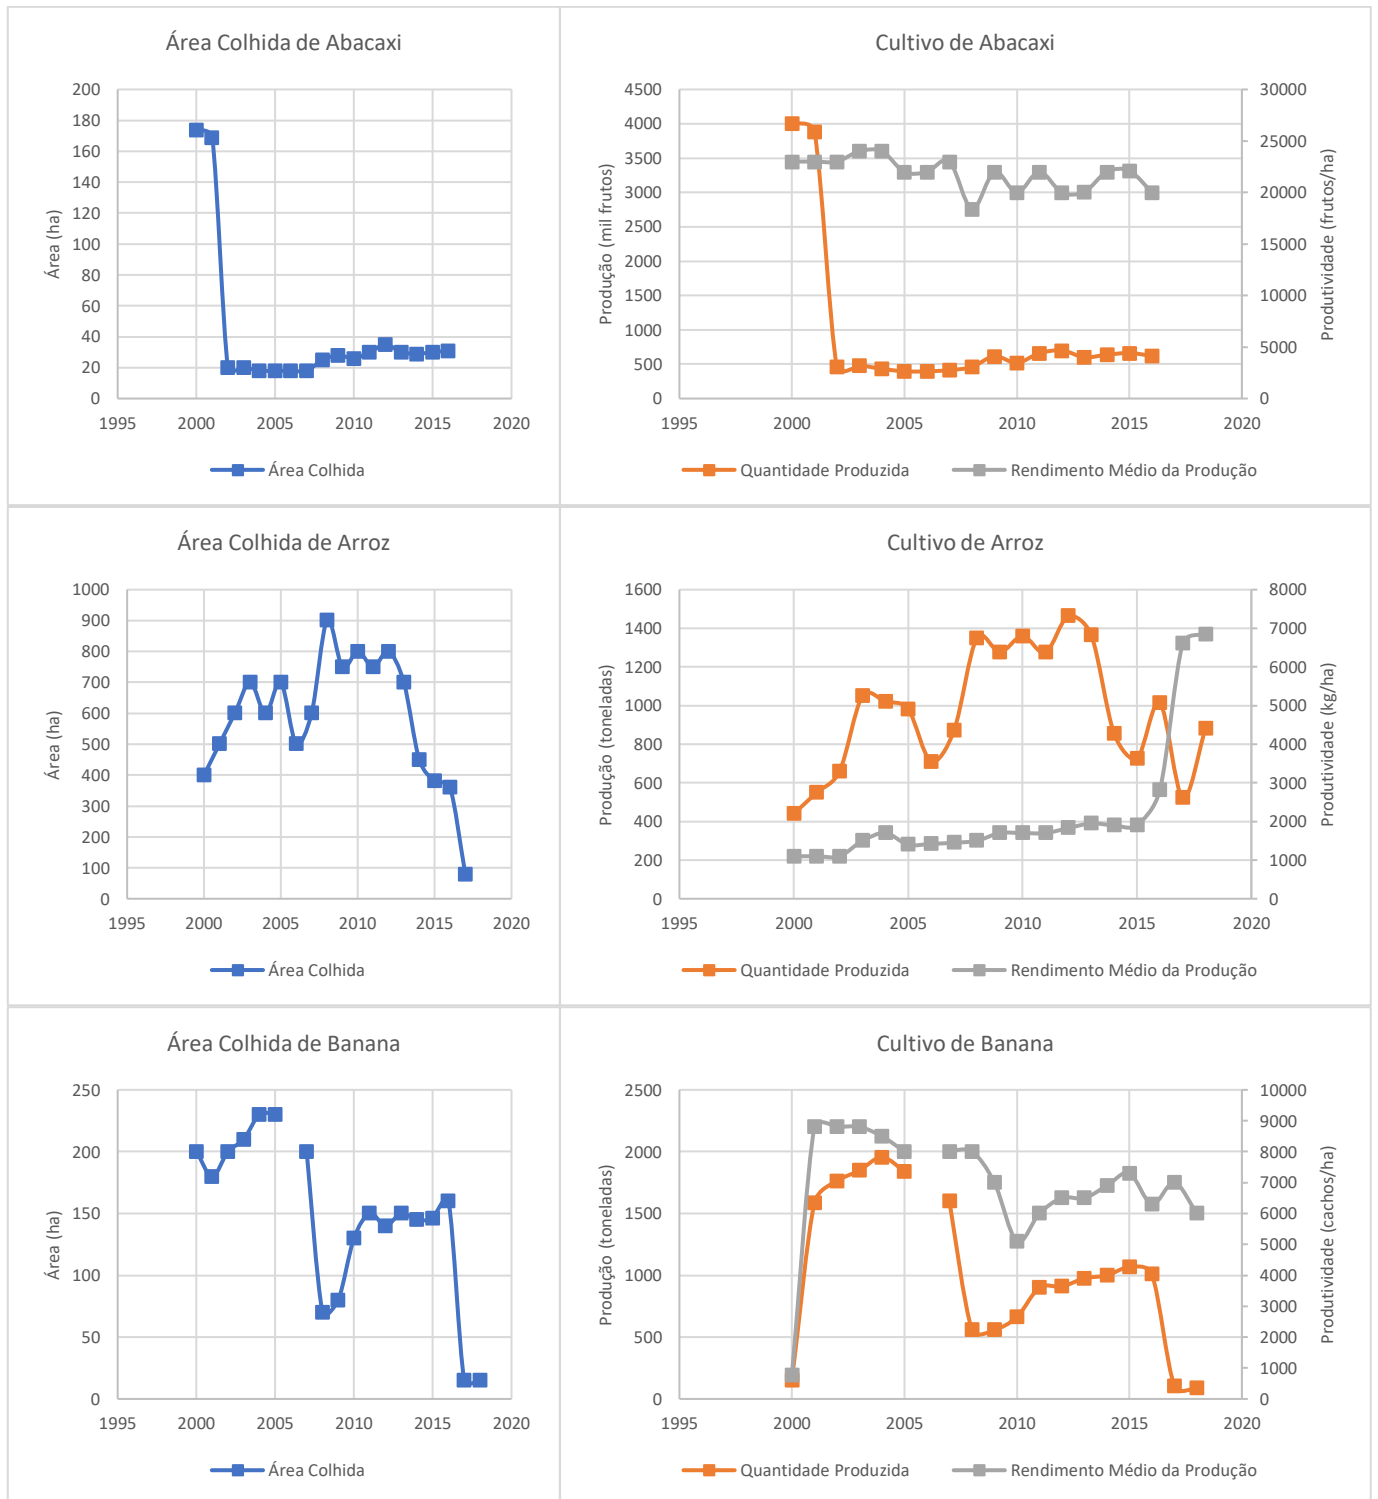 Área Colhida de Abacaxi
200
180
160
140
120
100
80
60
40
20
0
Área (ha)
1995 2000 2005 2010 2015 2020
Área Colhida
Cultivo de Abacaxi
4500
4000
3500
3000
2500
2000
1500
1000
500
0
Produção (mil frutos)
30000
25000
20000
15000
10000
5000
0
Produtividade (frutos/ha)
1995 2000 2005 2010 2015 2020
Quantidade Produzida Rendimento Médio da Produção
Área Colhida de Arroz
1000
900
800
700
600
500
400
300
200
100
0
Área (ha)
1995 2000 2005 2010 2015 2020
Área Colhida
Cultivo de Arroz
1600
1400
1200
1000
800
600
400
200
0
Produção (toneladas)
8000
7000
6000
5000
4000
3000
2000
1000
0
Produtividade (kg/ha)
1995 2000 2005 2010 2015 2020
Quantidade Produzida Rendimento Médio da Produção
Área Colhida de Banana
250
200
150
100
50
0
Área (ha)
1995 2000 2005 2010 2015 2020
Área Colhida
Cultivo de Banana
2500
2000
1500
1000
500
0
Produção (toneladas)
10000
9000
8000
7000
6000
5000
4000
3000
2000
1000
0
Produtividade (cachos/ha)
1995 2000 2005 2010 2015 2020
Quantidade Produzida Rendimento Médio da Produção